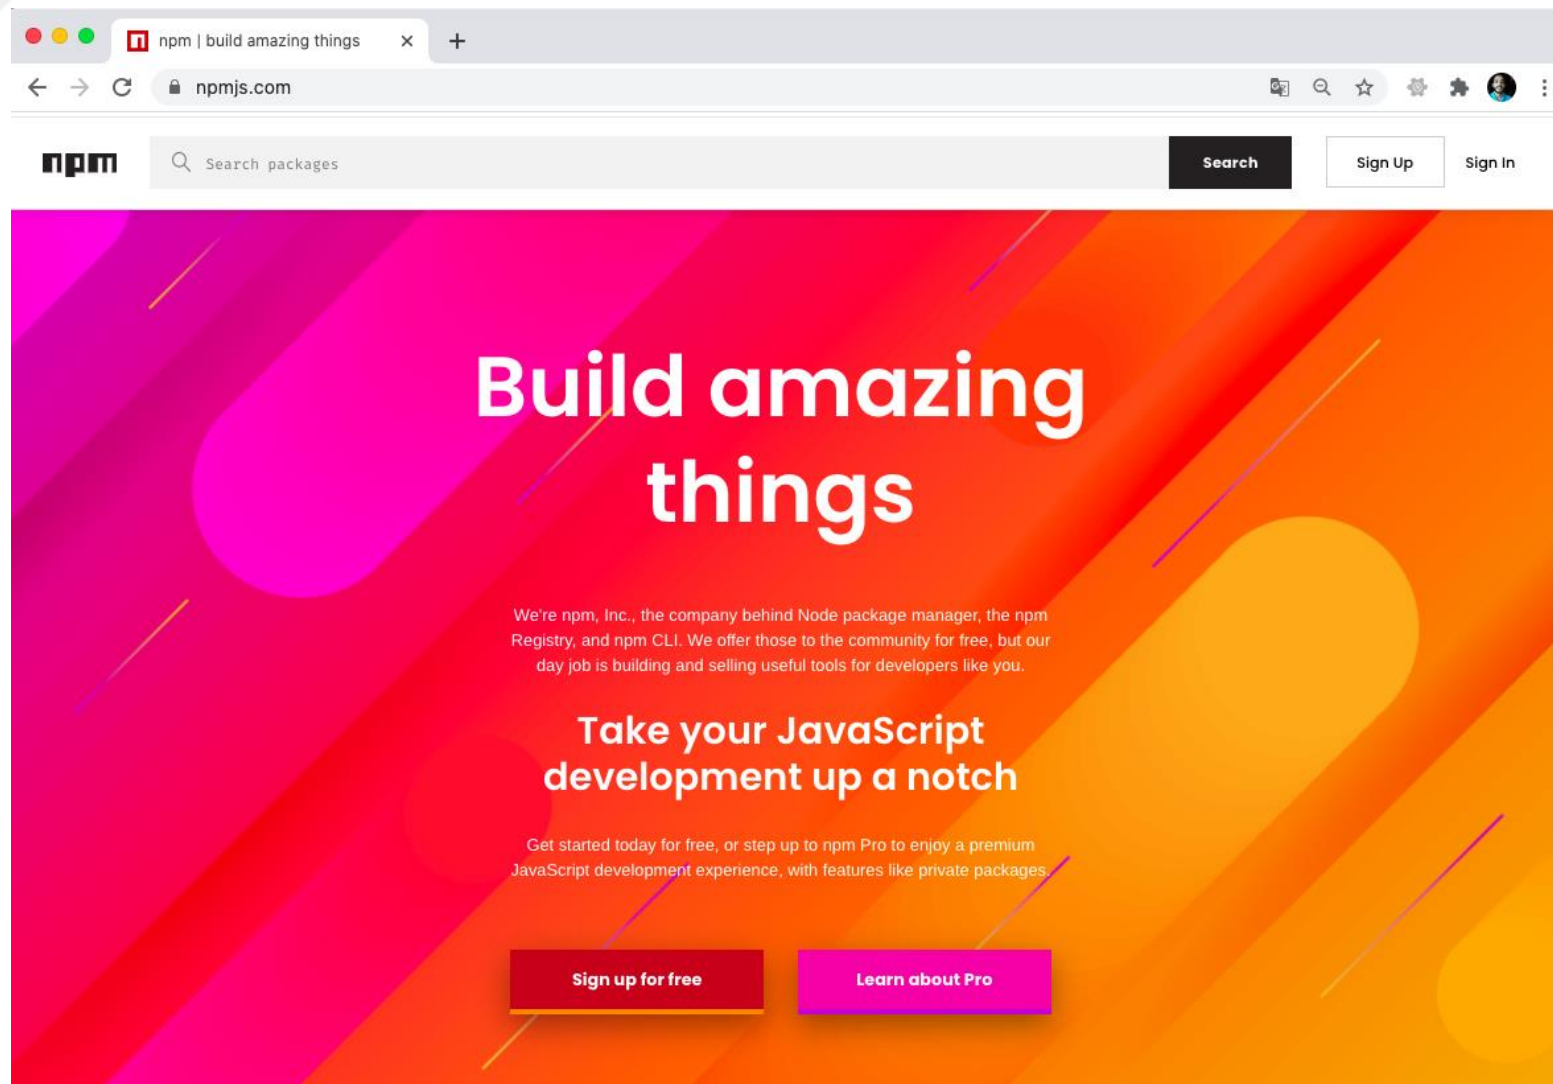 npm | build amazing things
npmjs.com
npm
Search packages
Search
Sign Up
Sign In
Build amazing
things
We're npm, Inc., the company behind Node package manager, the npm
Registry, and npm CLI. We offer those to the community for free, but our
day job is building and selling useful tools for developers like you.
Take your JavaScript
development up a notch
Get started today for free, or step up to npm Pro to enjoy a premium
JavaScript development experience, with features like private packages.
Sign up for free
Learn about Pro